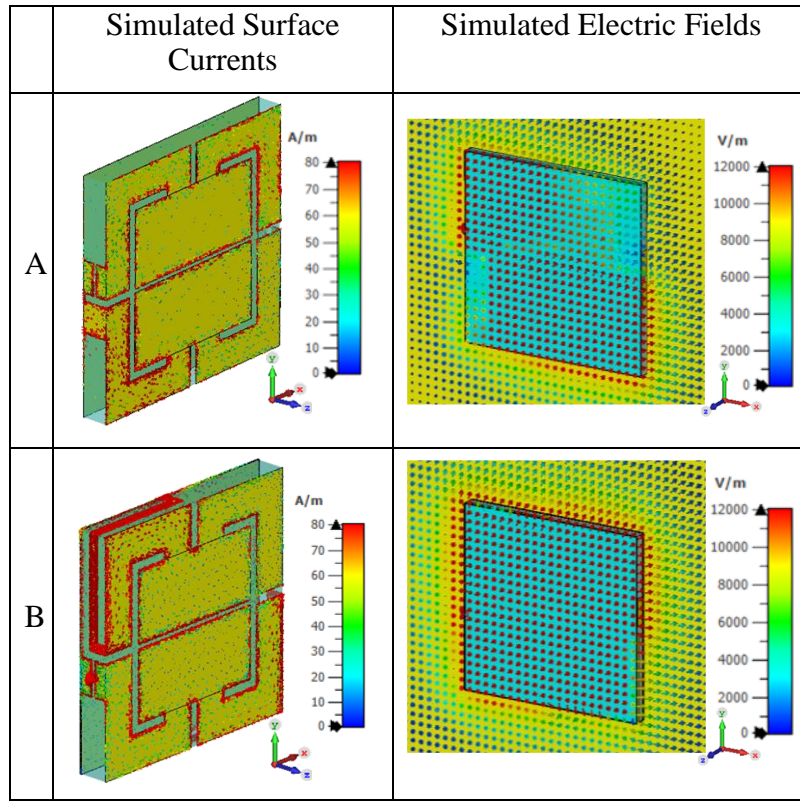 Simulated Surface
Currents
Simulated Electric Fields
A
A/m
80
70
60
50
40
30
20
10
0
y
x
z
V/m
12000
10000
8000
6000
4000
2000
0
y
x
z
B
A/m
80
70
60
50
40
30
20
10
0
y
x
z
V/m
12000
10000
8000
6000
4000
2000
0
y
x
z